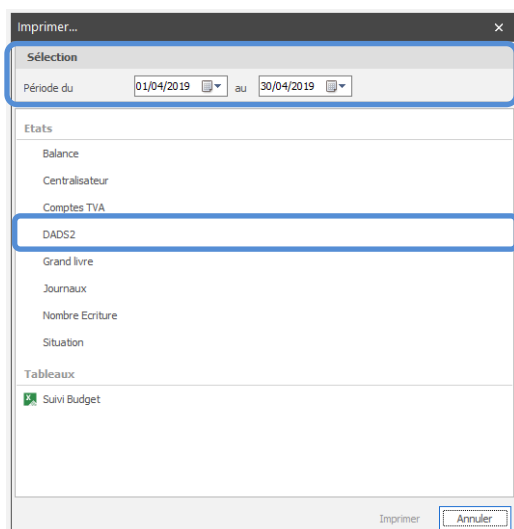 Imprimer...
Sélection
Période du 01/04/2019 au 30/04/2019
Etats
Balance
Centralisateur
Comptes TVA
DADS2
Grand livre
Journaux
Nombre Ecriture
Situation
Tableaux
Suivi Budget
Imprimer Annuler